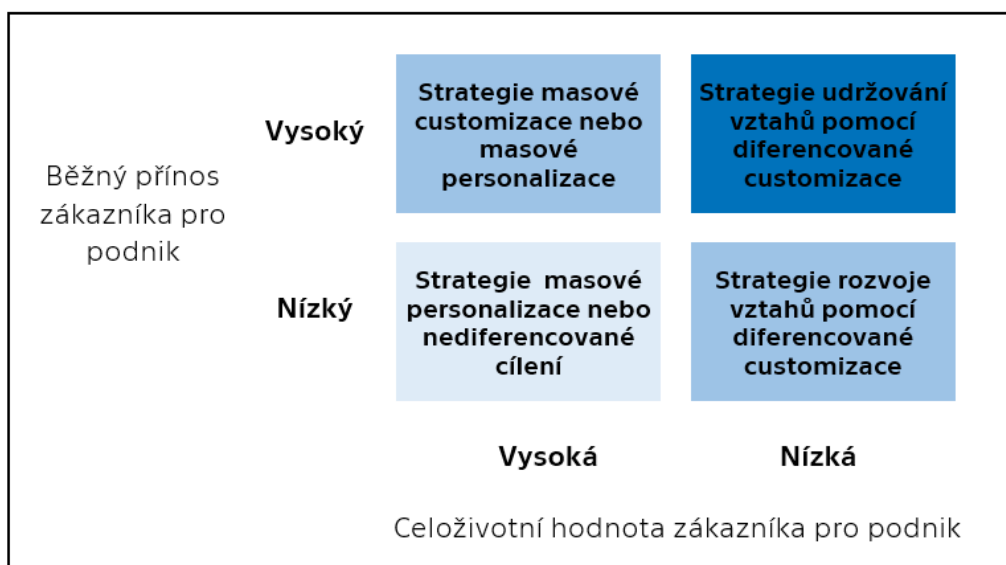 Běžný přínos
zákazníka pro
podnik
Vysoký
Strategie masové
customizace nebo
masové
personalizace
Strategie udržování
vztahů pomocí
diferencované
customizace
Nízký
Strategie  masové
personalizace nebo
nediferencované
cílení
Strategie rozvoje
vztahů pomocí
diferencované
customizace
Vysoká
Nízká
Celoživotní hodnota zákazníka pro podnik